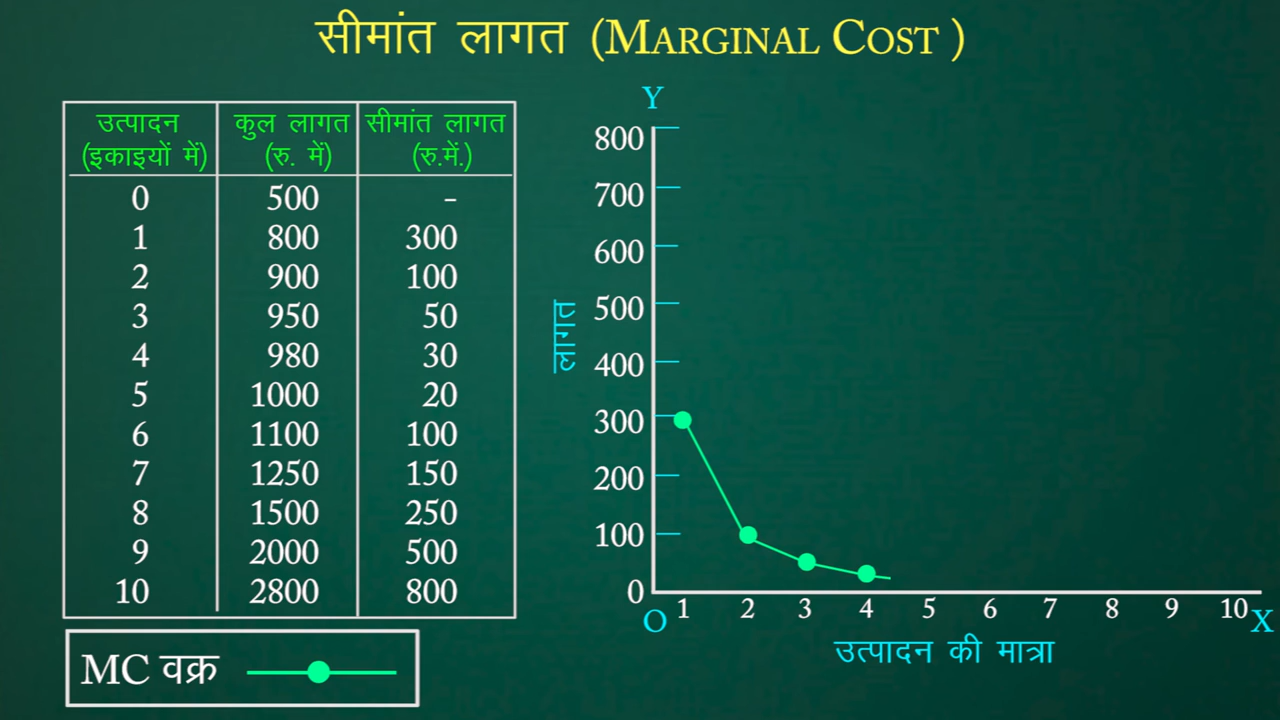 सीमांत लागत (MARGINAL COST )
उत्पादन कुल लागत सीमांत लागत
(इकाइयों में) (रु. में) (रु.में.)
0 500 -
1 800 300
2 900 100
3 950 50
4 980 30
5 1000 20
6 1100 100
7 1250 150
8 1500 250
9 2000 500
10 2800 800
MC वक्र
Y
800
700
600
500
400
300
200
100
0
लागत
O 1 2 3 4 5 6 7 8 9 10 X
उत्पादन की मात्रा